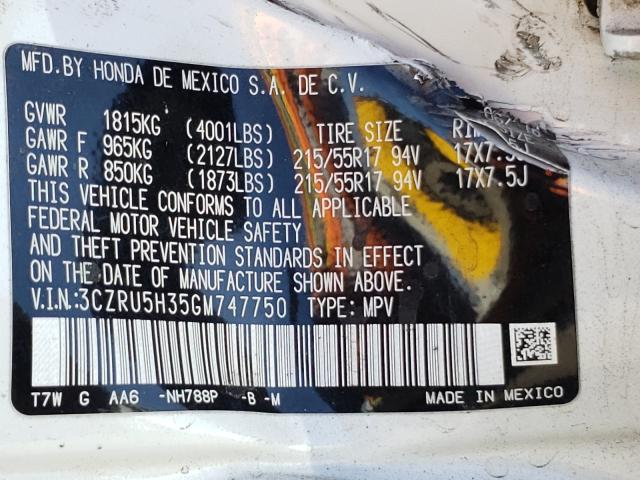 MFD.BY HONDA DE MEXICO S.A. DE C.V.
GVWR 1815KG (4001LBS) TIRE SIZE
GAWR F 965KG (2127LBS) 215/55R17 94V 17X7.5J
GAWR R 850KG (1873LBS) 215/55R17 94V 17X7.5J
THIS VEHICLE CONFORMS TO ALL APPLICABLE
FEDERAL MOTOR VEHICLE SAFETY
AND THEFT PREVENTION STANDARDS IN EFFECT
ON THE DATE OF MANUFACTURE SHOWN ABOVE.
V.I.N:3CZRU5H35GM747750 TYPE: MPV
T7W G AA6 -NH788P -B -M MADE IN MEXICO